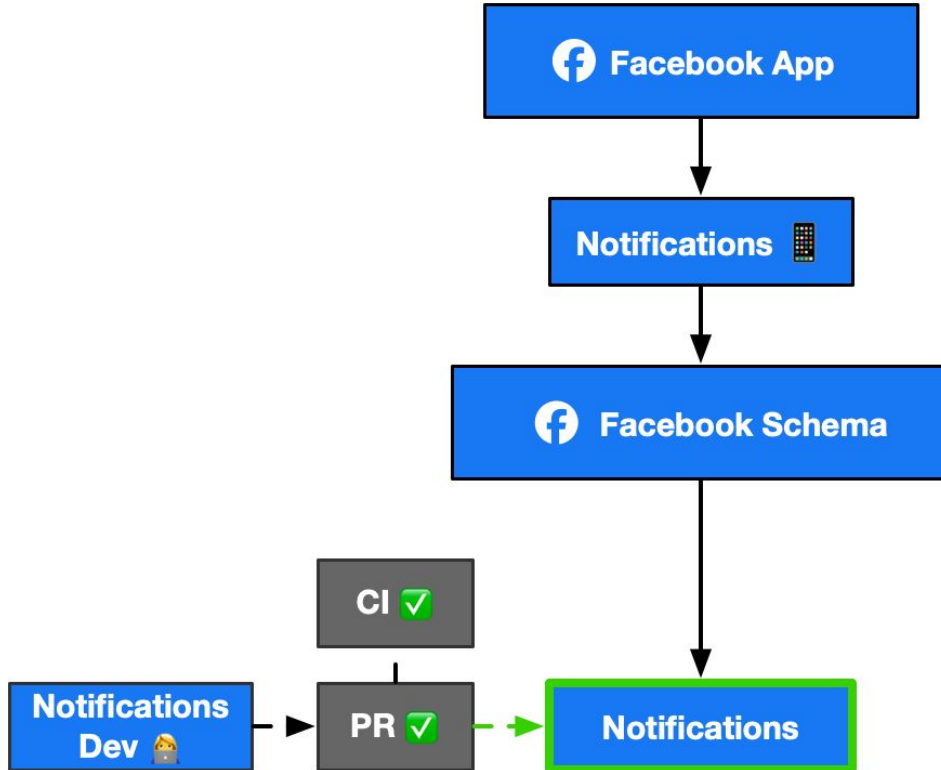 Facebook App
Notifications 📱
Facebook Schema
CI ✅
Notifications
Dev 👩‍💻
PR ✅
Notifications